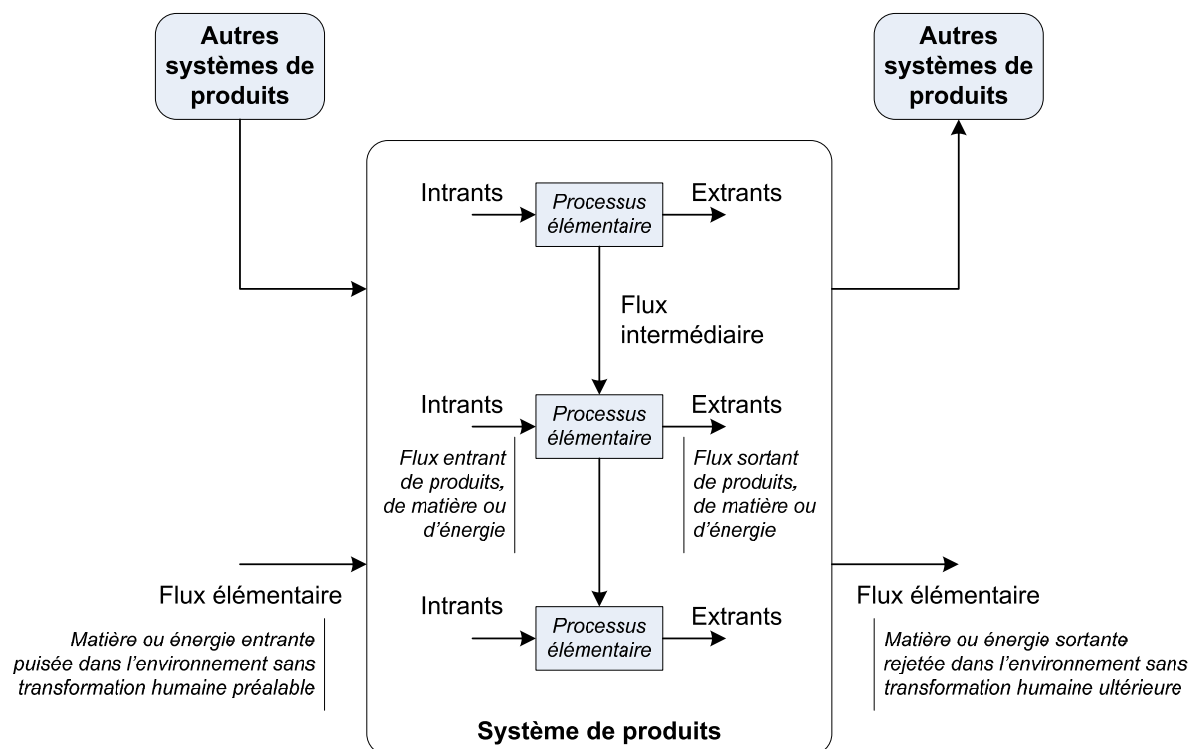 Autres
systèmes de
produits
Autres
systèmes de
produits
Intrants
Processus
élémentaire
Extrants
Flux
intermédiaire
Intrants
Processus
élémentaire
Extrants
Flux entrant
de produits,
de matière ou
d’énergie
Flux sortant
de produits,
de matière ou
d’énergie
Flux élémentaire
Matière ou énergie entrante
puisée dans l’environnement sans
transformation humaine préalable
Intrants
Processus
élémentaire
Extrants
Flux élémentaire
Matière ou énergie sortante
rejetée dans l’environnement sans
transformation humaine ultérieure
Système de produits